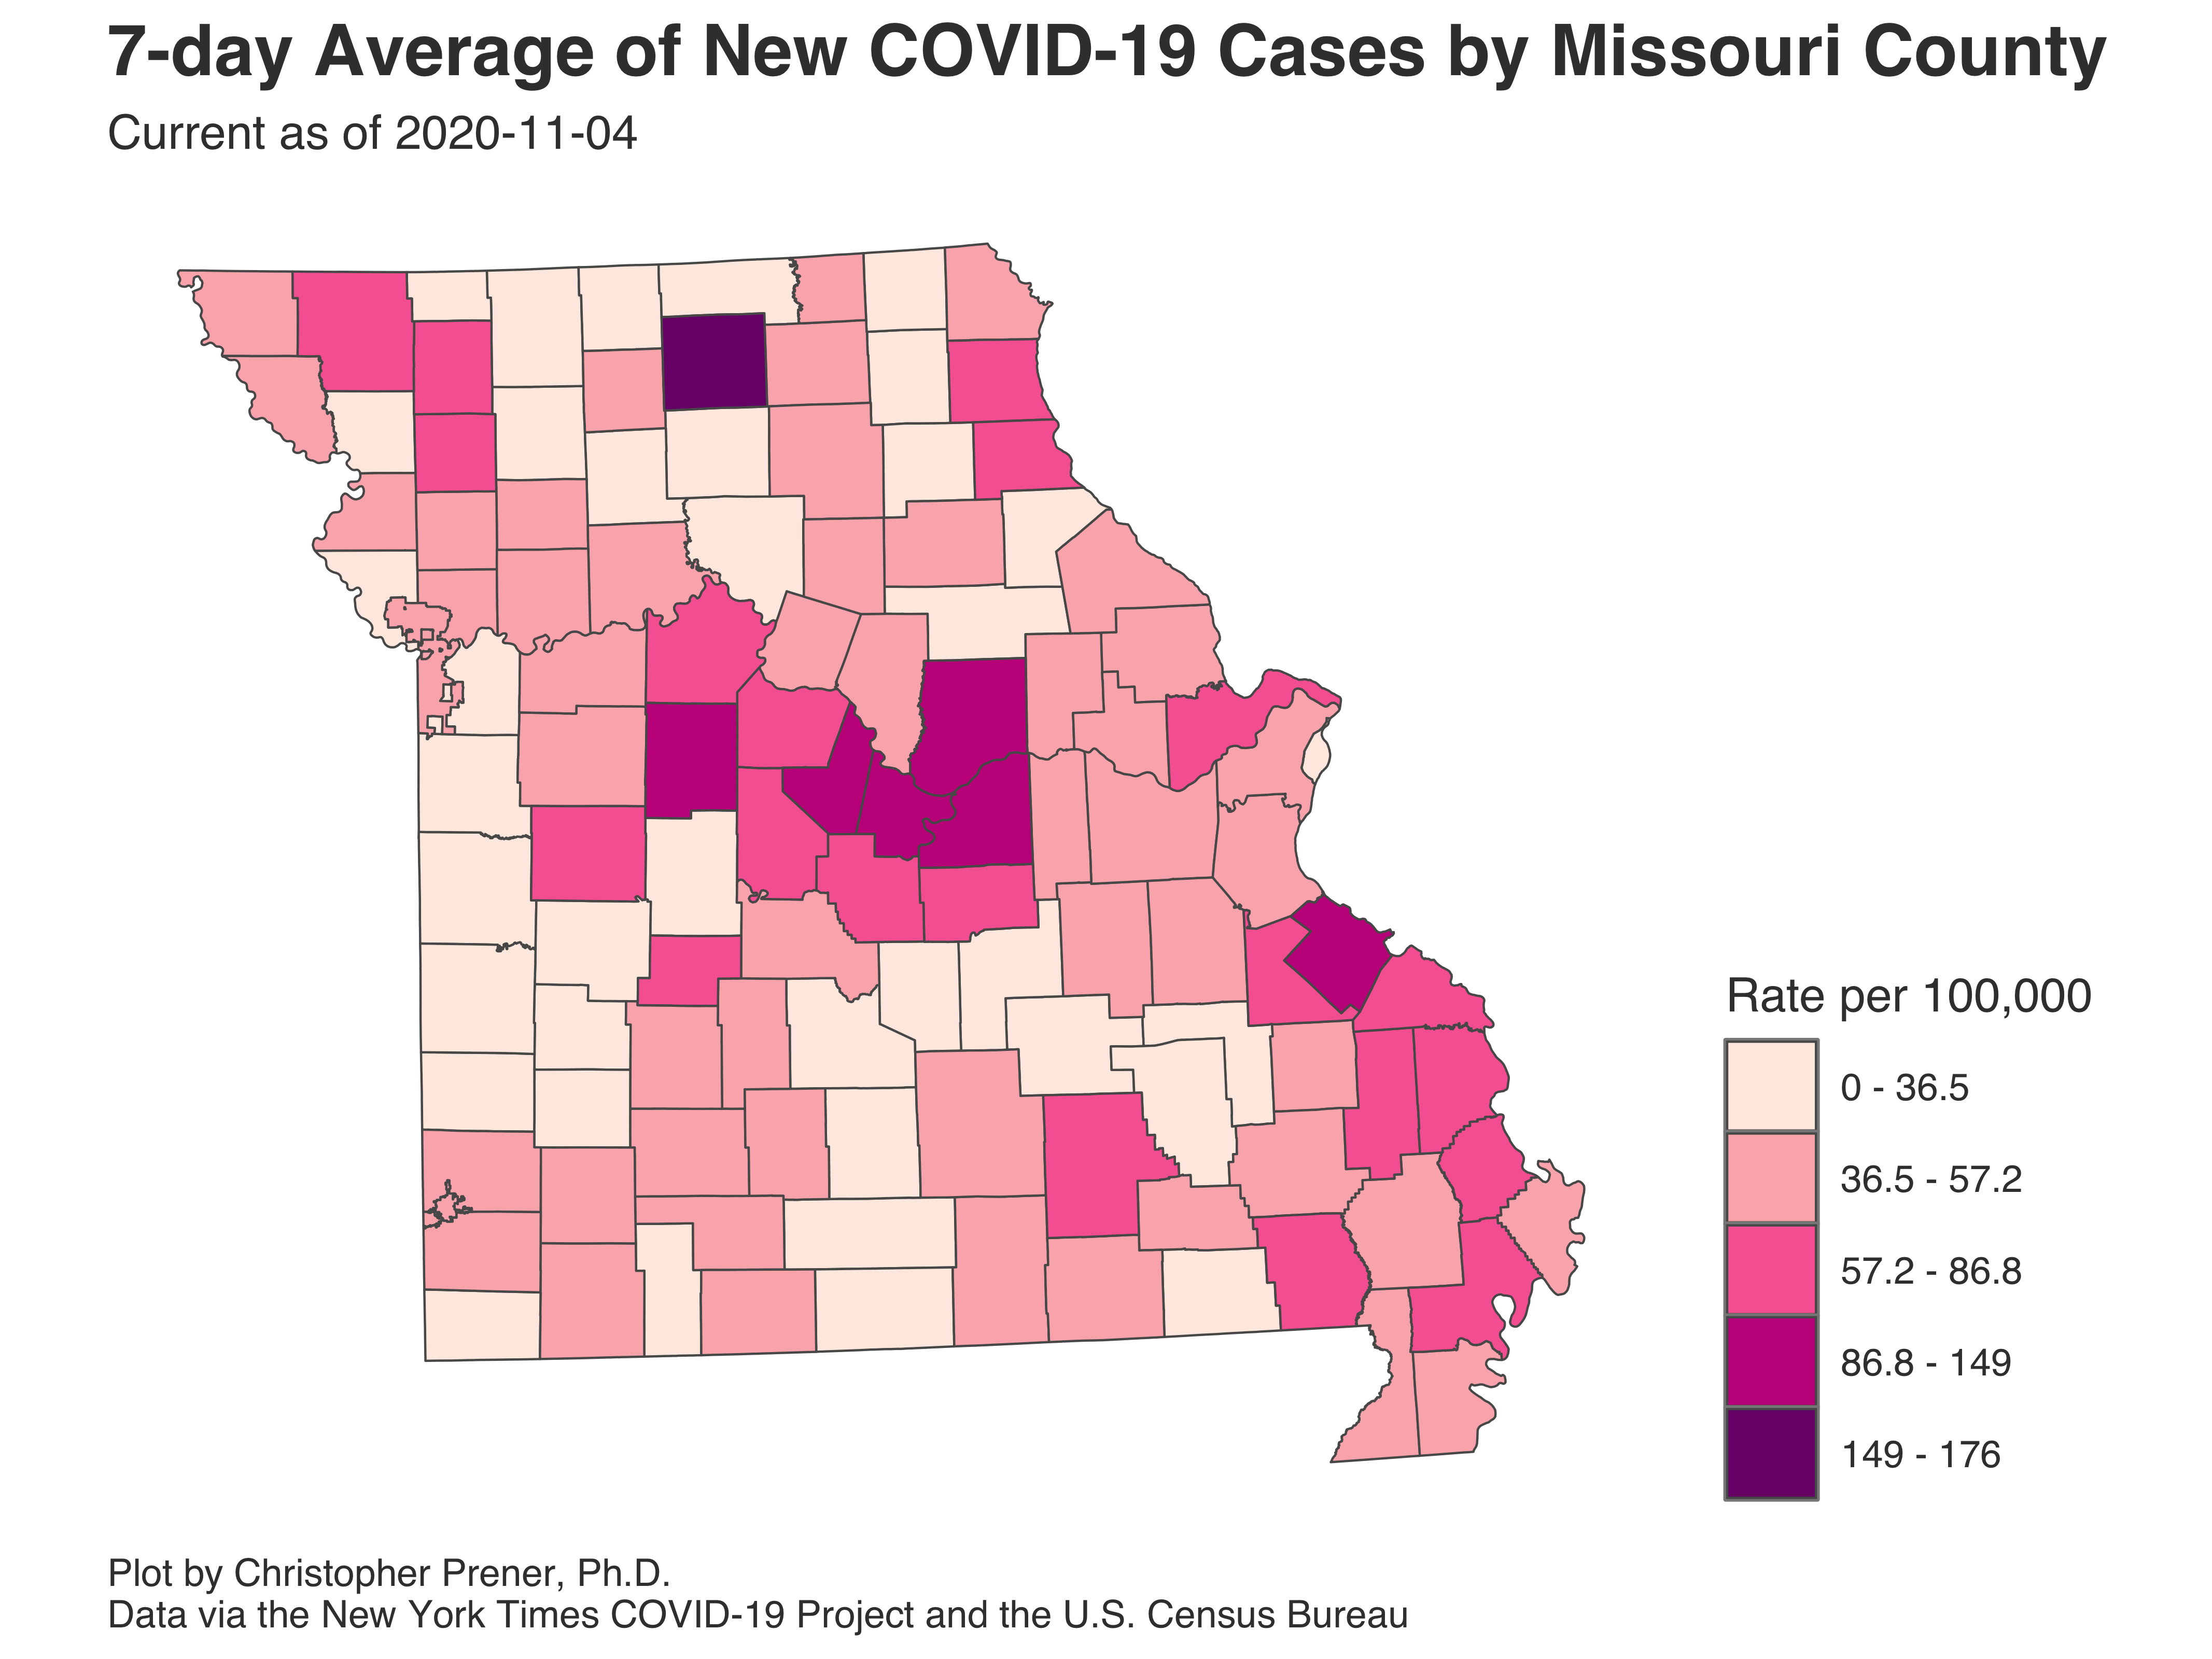 7-day Average of New COVID-19 Cases by Missouri County
Current as of 2020-11-04
Rate per 100,000
0 - 36.5
36.5 - 57.2
57.2 - 86.8
86.8 - 149
149 - 176
Plot by Christopher Prener, Ph.D.
Data via the New York Times COVID-19 Project and the U.S. Census Bureau